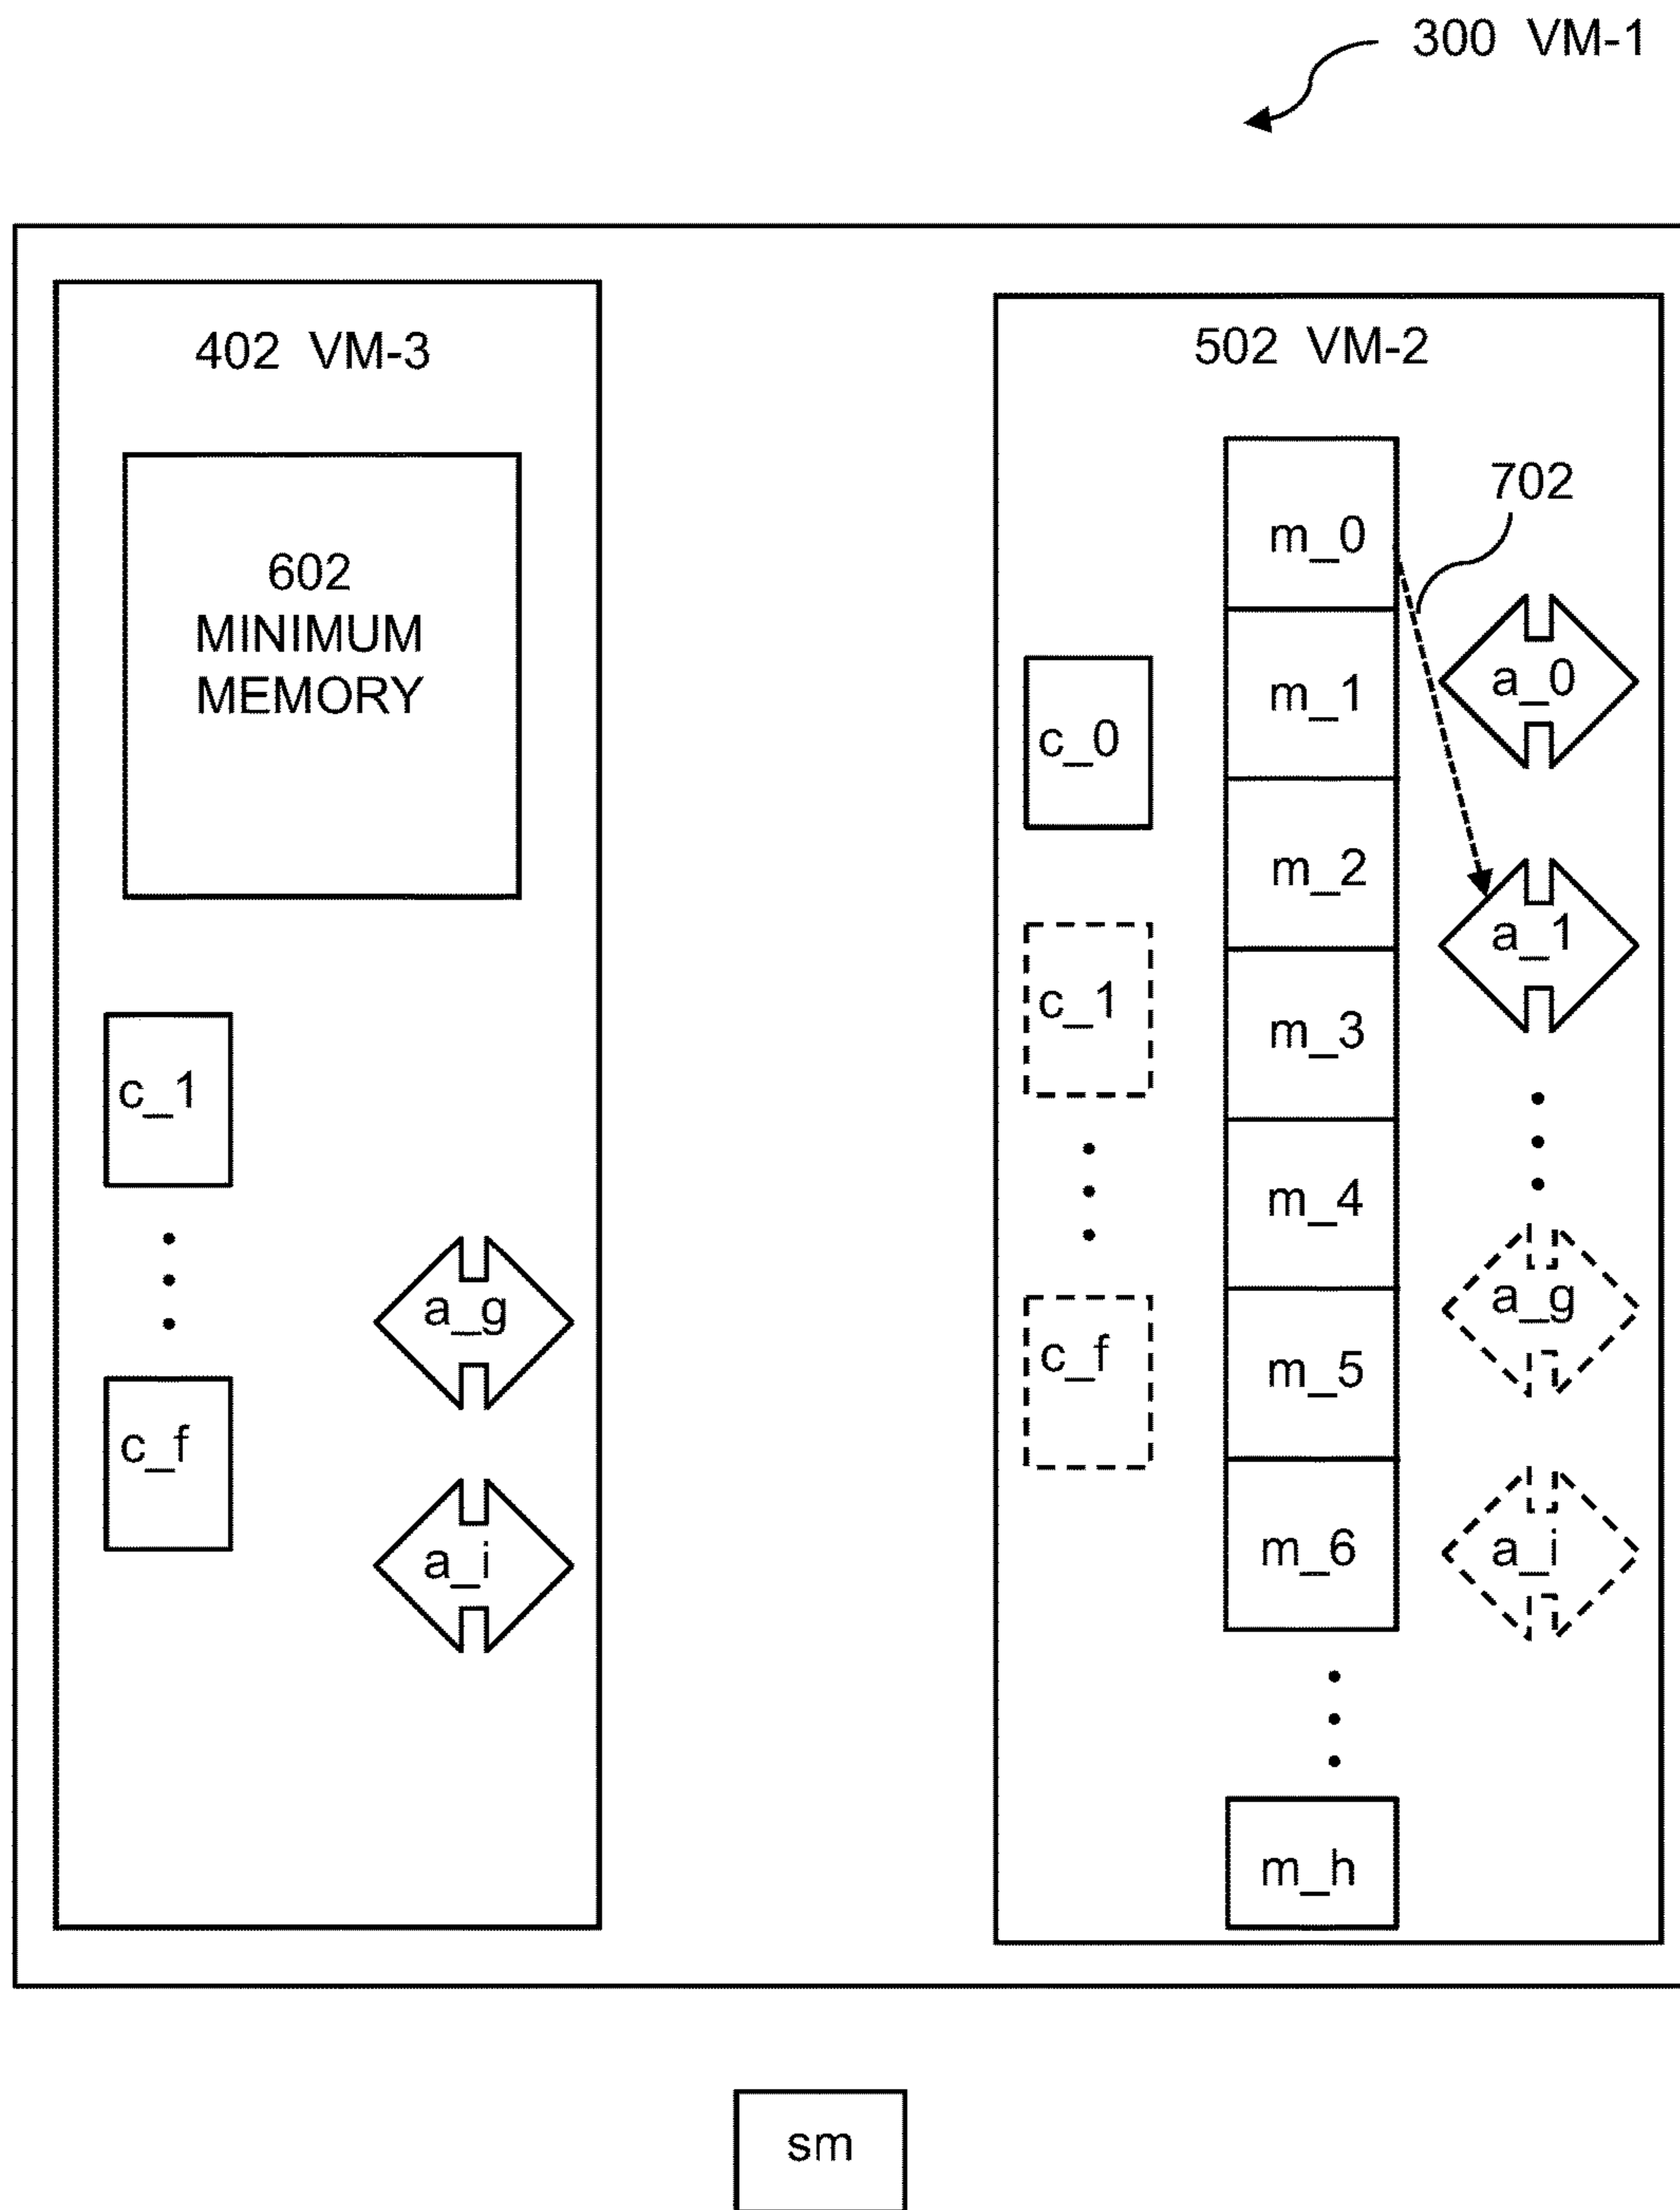 300 VM-1
402 VM-3
602
MINIMUM
MEMORY
c_1
c_f
a_g
a_i
502 VM-2
702
m_0
m_1
m_2
m_3
m_4
m_5
m_6
m_h
c_0
c_1
c_f
a_0
a_1
a_g
a_i
sm